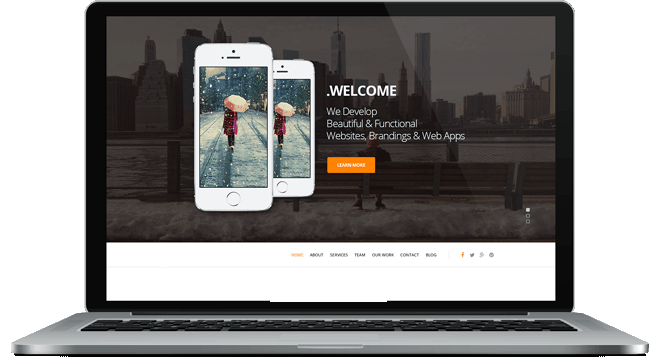 .WELCOME
We Develop
Beautiful & Functional
Websites, Brandings & Web Apps
LEARN MORE
HOME ABOUT SERVICES TEAM OUR WORK CONTACT BLOG